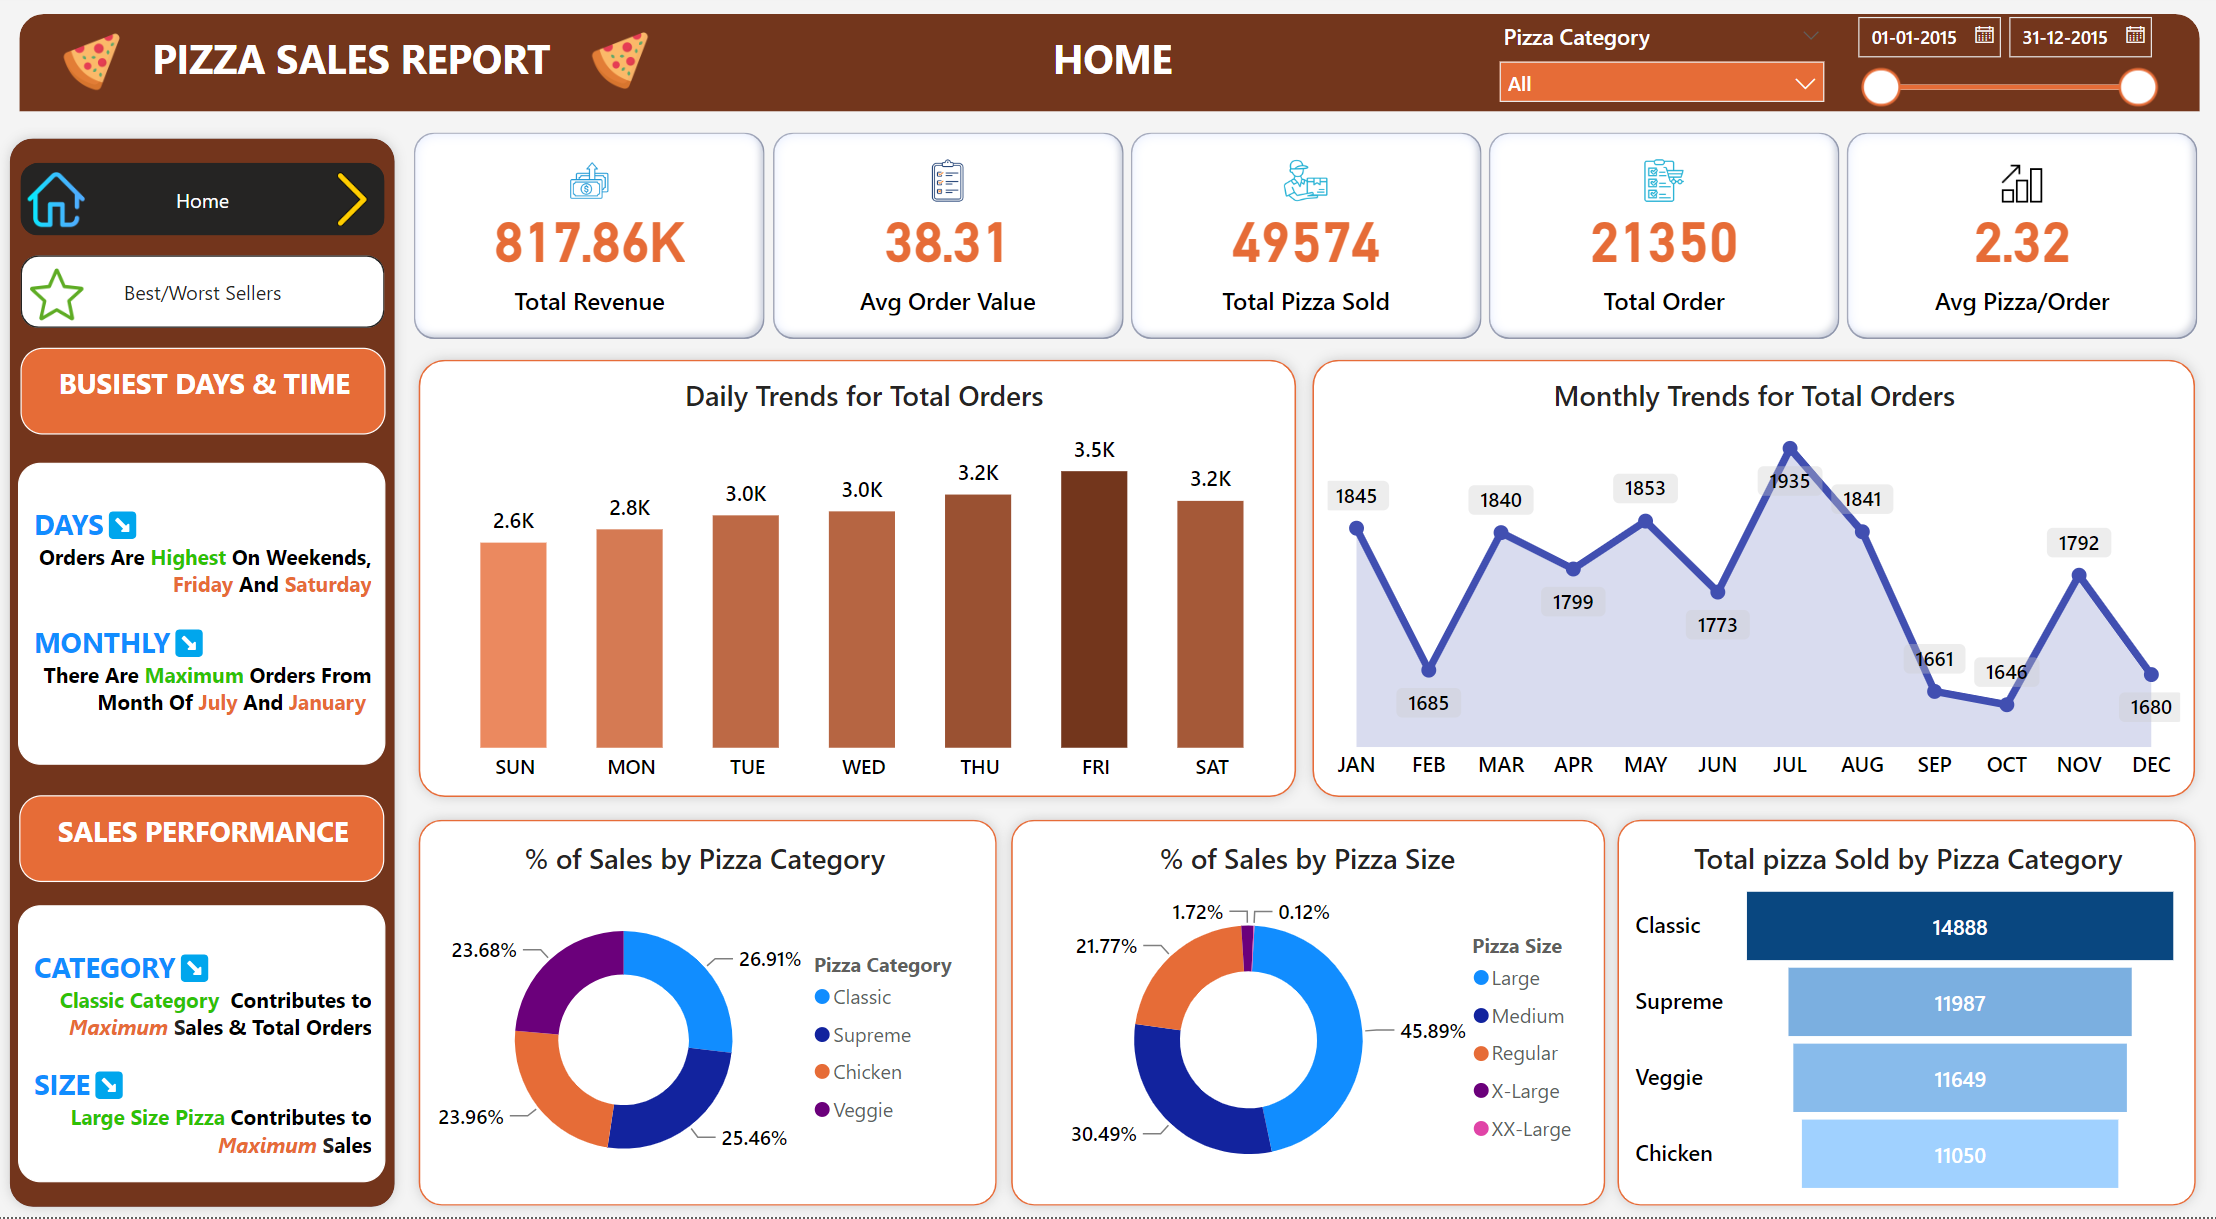 PIZZA SALES REPORT
HOME
Pizza Category
All
01-01-2015
31-12-2015
Home
Best/Worst Sellers
BUSIEST DAYS & TIME
DAYS
Orders Are Highest On Weekends,
Friday And Saturday
MONTHLY
There Are Maximum Orders From
Month Of July And January
SALES PERFORMANCE
CATEGORY
Classic Category Contributes to
Maximum Sales & Total Orders
SIZE
Large Size Pizza Contributes to
Maximum Sales
817.86K
Total Revenue
38.31
Avg Order Value
49574
Total Pizza Sold
21350
Total Order
2.32
Avg Pizza/Order
Daily Trends for Total Orders
2.6K
2.8K
3.0K
3.0K
3.2K
3.5K
3.2K
SUN
MON
TUE
WED
THU
FRI
SAT
Monthly Trends for Total Orders
1845
1685
1840
1799
1853
1773
1935
1841
1661
1646
1792
1680
JAN
FEB
MAR
APR
MAY
JUN
JUL
AUG
SEP
OCT
NOV
DEC
% of Sales by Pizza Category
23.68%
26.91%
23.96%
25.46%
Pizza Category
Classic
Supreme
Chicken
Veggie
% of Sales by Pizza Size
1.72%
0.12%
21.77%
45.89%
30.49%
Pizza Size
Large
Medium
Regular
X-Large
XX-Large
Total pizza Sold by Pizza Category
Classic
14888
Supreme
11987
Veggie
11649
Chicken
11050